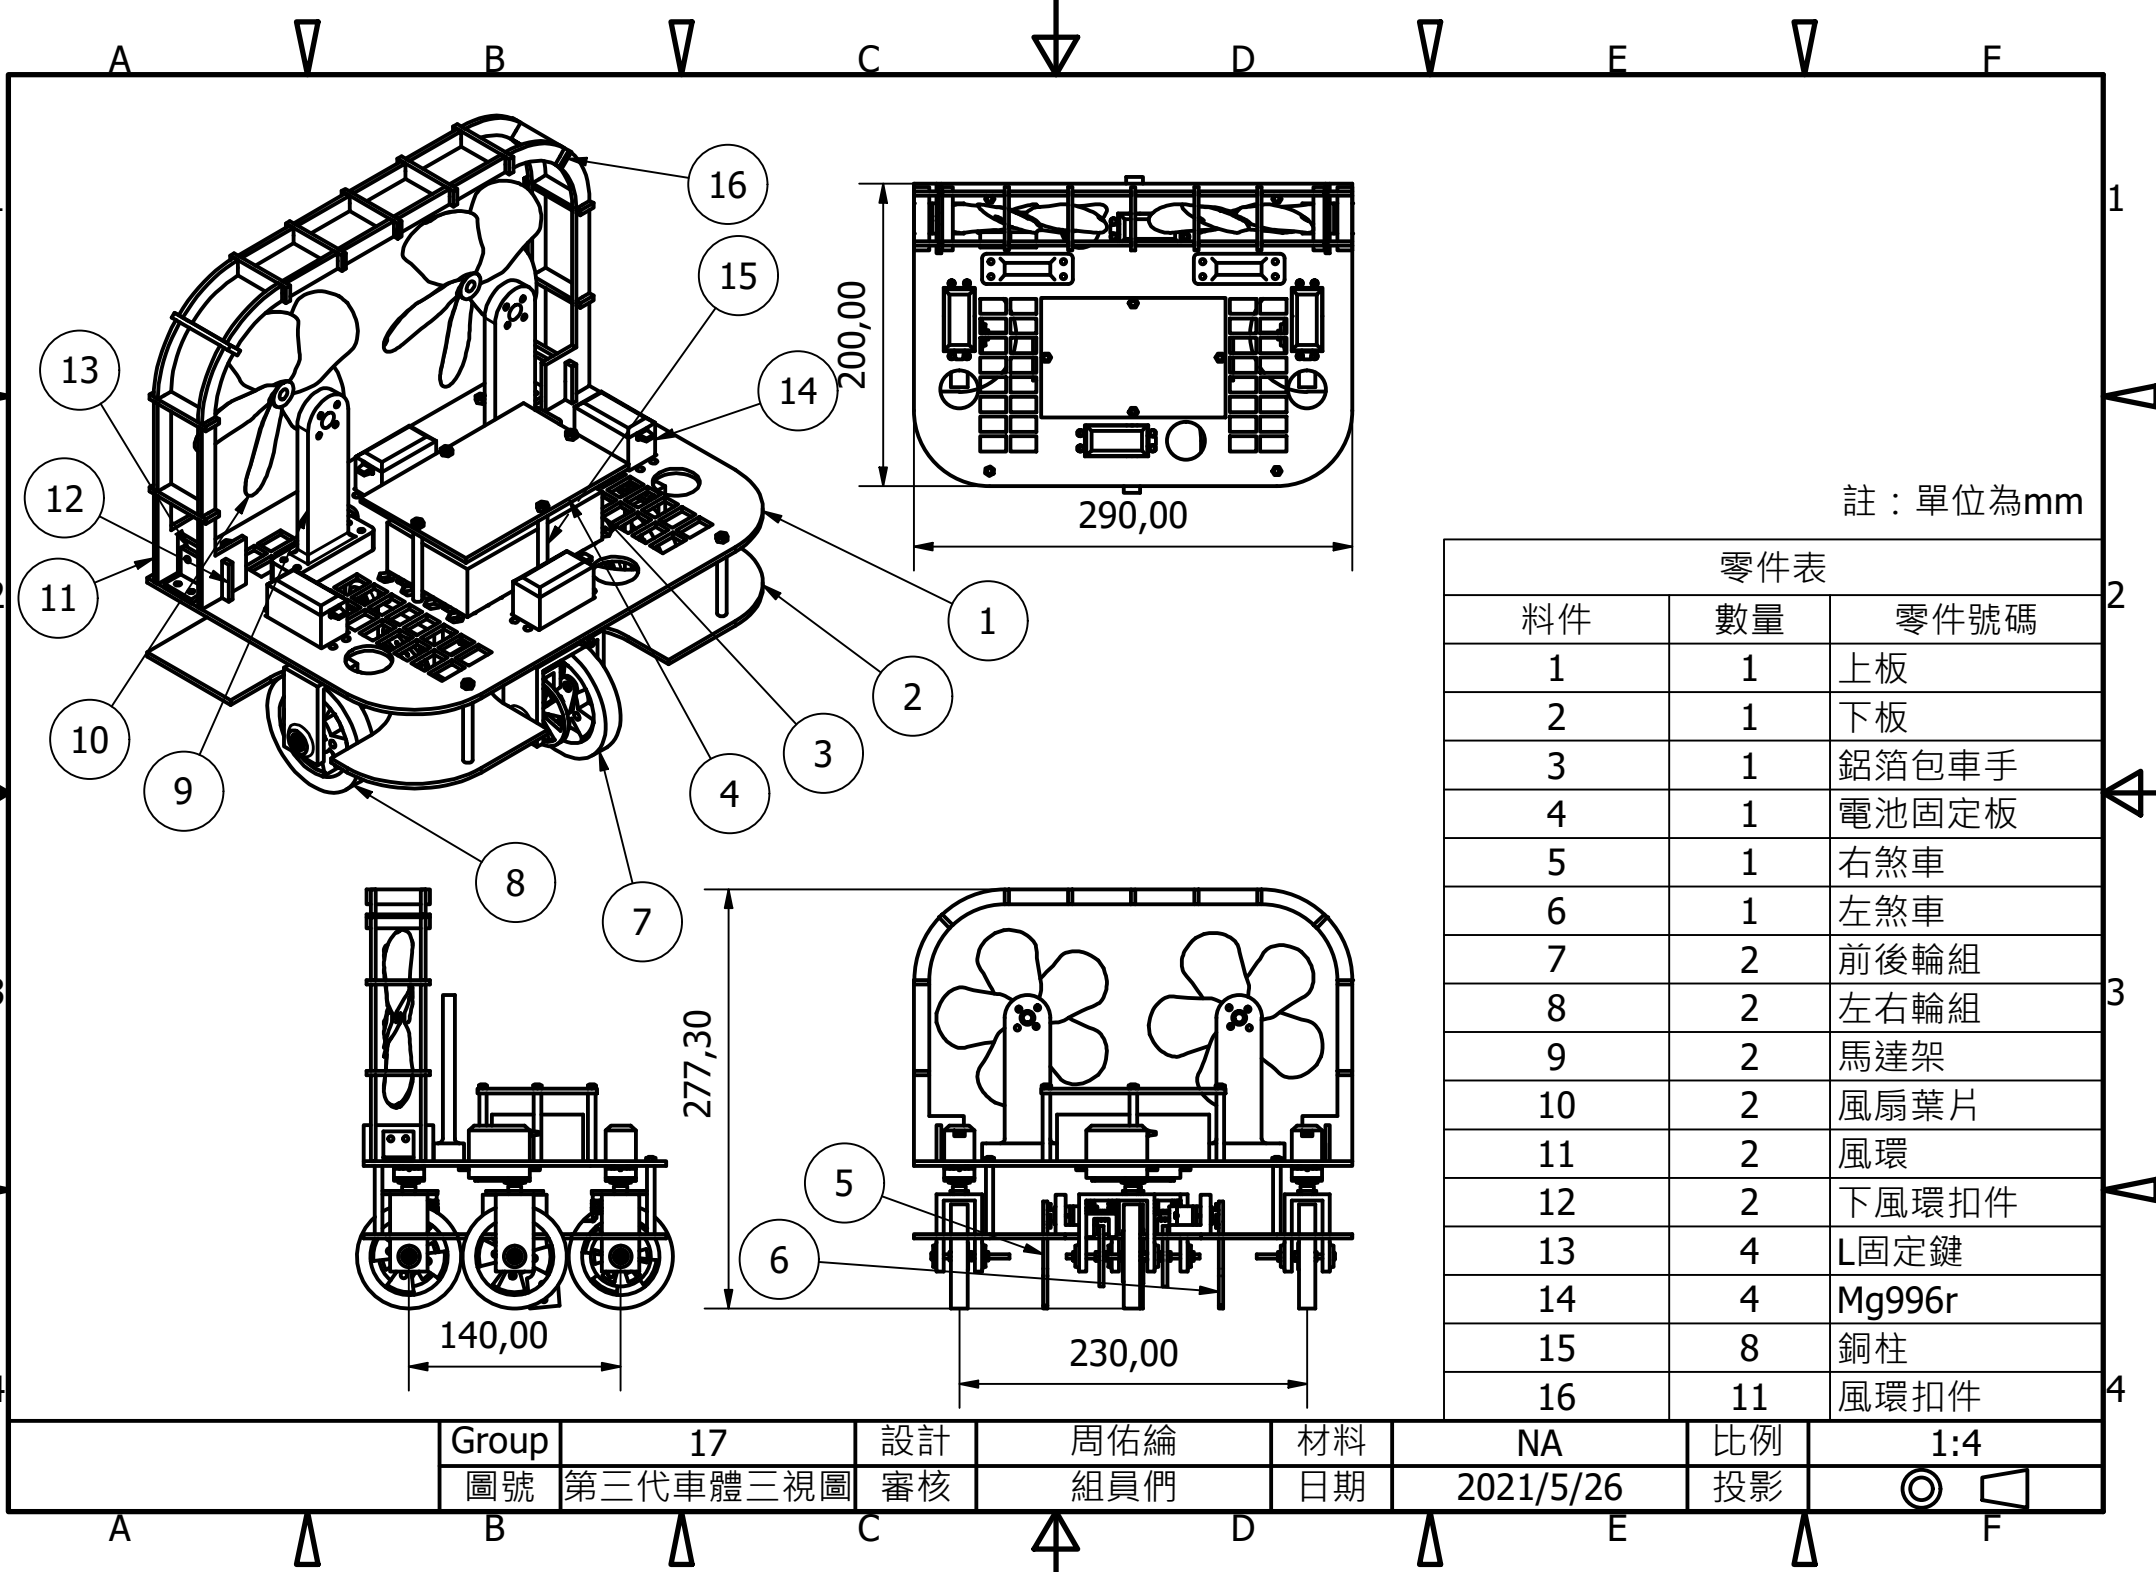 A B C D E F
16
1
15
200,00
13
14
290,00
註：單位為mm
12
11
1
2
2
10
9
3
4
8
7
277,30
3
5
6
140,00
230,00
4
零件表
料件 數量 零件號碼
1 1 上板
2 1 下板
3 1 鋁箔包車手
4 1 電池固定板
5 1 右煞車
6 1 左煞車
7 2 前後輪組
8 2 左右輪組
9 2 馬達架
10 2 風扇葉片
11 2 風環
12 2 下風環扣件
13 4 L固定鍵
14 4 Mg996r
15 8 銅柱
16 11 風環扣件
Group 17 設計 周佑綸 材料 NA 比例 1:4
圖號 第三代車體三視圖 審核 組員們 日期 2021/5/26 投影
A B C D E F